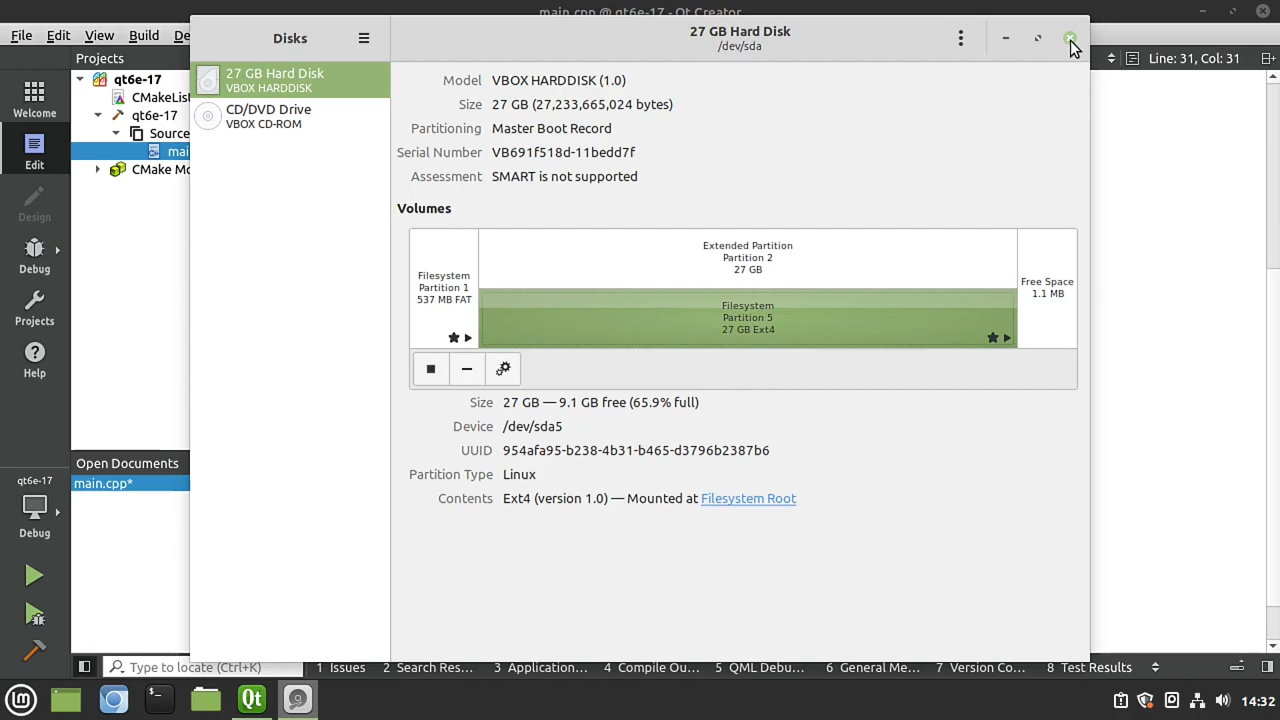 main.cpp @ qt6e-17 - Qt Creator
File Edit View Build De
Projects
Line: 31, Col: 31
qt6e-17
CMakeList
qt6e-17
Source
mai
CMake Mo
Welcome
Edit
Design
Debug
Projects
Help
Open Documents
main.cpp*
qt6e-17
Debug
Disks
27 GB Hard Disk
/dev/sda
27 GB Hard Disk
VBOX HARDDISK
CD/DVD Drive
VBOX CD-ROM
Model VBOX HARDDISK (1.0)
Size 27 GB (27,233,665,024 bytes)
Partitioning Master Boot Record
Serial Number VB691f518d-11bedd7f
Assessment SMART is not supported
Volumes
Filesystem
Partition 1
537 MB FAT
Extended Partition
Partition 2
27 GB
Filesystem
Partition 5
27 GB Ext4
Free Space
1.1 MB
Size 27 GB — 9.1 GB free (65.9% full)
Device /dev/sda5
UUID 954afa95-b238-4b31-b465-d3796b2387b6
Partition Type Linux
Contents Ext4 (version 1.0) — Mounted at Filesystem Root
Type to locate (Ctrl+K) 1 Issues 2 Search Res... 3 Application... 4 Compile Ou... 5 QML Debu... 6 General Me... 7 Version Co... 8 Test Results
Qt
14:32